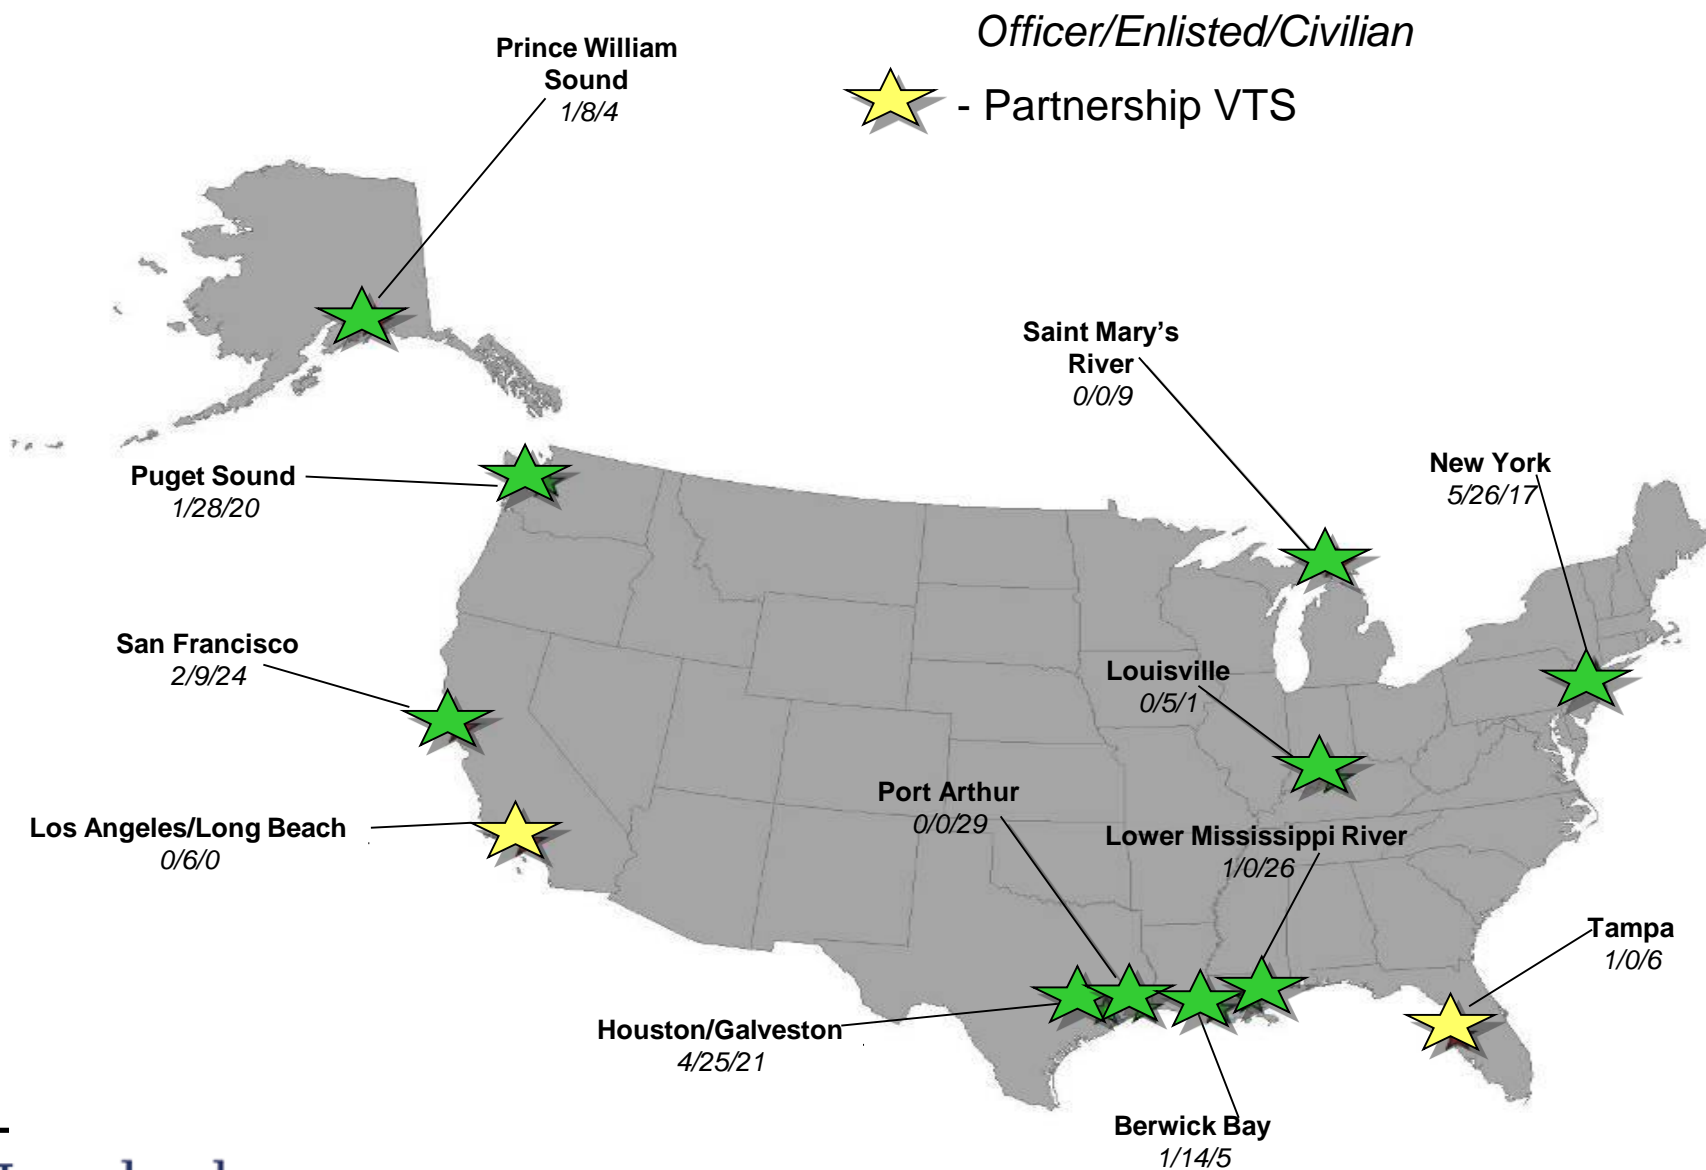 Officer/Enlisted/Civilian
- Partnership VTS
Prince William
Sound
1/8/4
Saint Mary’s
River
0/0/9
New York
5/26/17
Puget Sound
1/28/20
San Francisco
2/9/24
Louisville
0/5/1
Port Arthur
0/0/29
Los Angeles/Long Beach
0/6/0
Lower Mississippi River
1/0/26
Tampa
1/0/6
Houston/Galveston
4/25/21
Berwick Bay
1/14/5